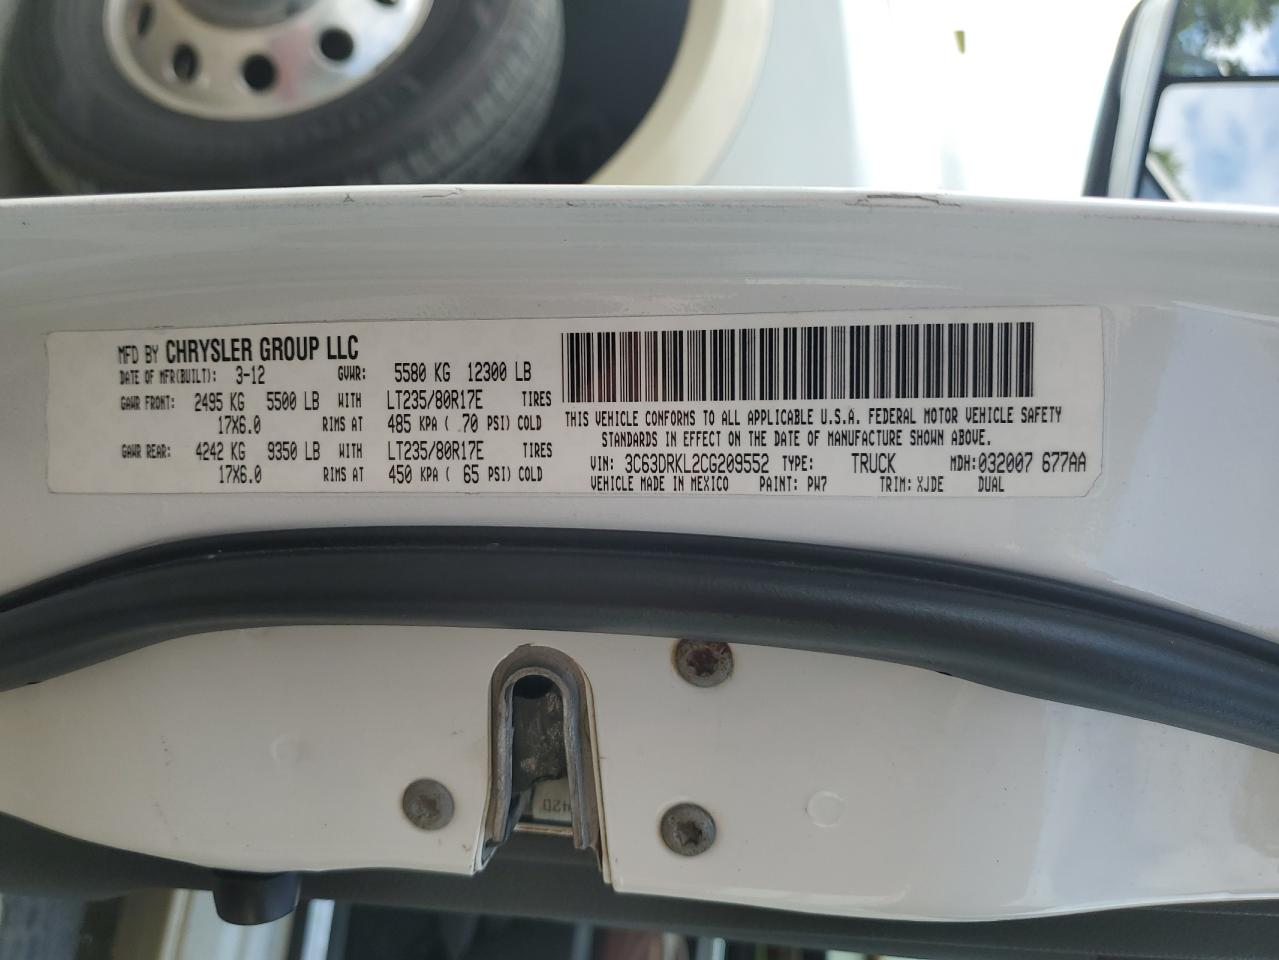 MFD BY CHRYSLER GROUP LLC
DATE OF MFR(BUILT): 3-12 GVWR: 5580 KG 12300 LB
GAWR FRONT: 2495 KG 5500 LB WITH LT235/80R17E TIRES
17X6.0 RIMS AT 485 KPA ( 70 PSI) COLD
GAWR REAR: 4242 KG 9350 LB WITH LT235/80R17E TIRES
17X6.0 RIMS AT 450 KPA ( 65 PSI) COLD
THIS VEHICLE CONFORMS TO ALL APPLICABLE U.S.A. FEDERAL MOTOR VEHICLE SAFETY
STANDARDS IN EFFECT ON THE DATE OF MANUFACTURE SHOWN ABOVE.
VIN: 3C63DRKL2CG209552 TYPE: TRUCK MDH:032007 677AA
VEHICLE MADE IN MEXICO PAINT: PW7 TRIM: XJDE DUAL